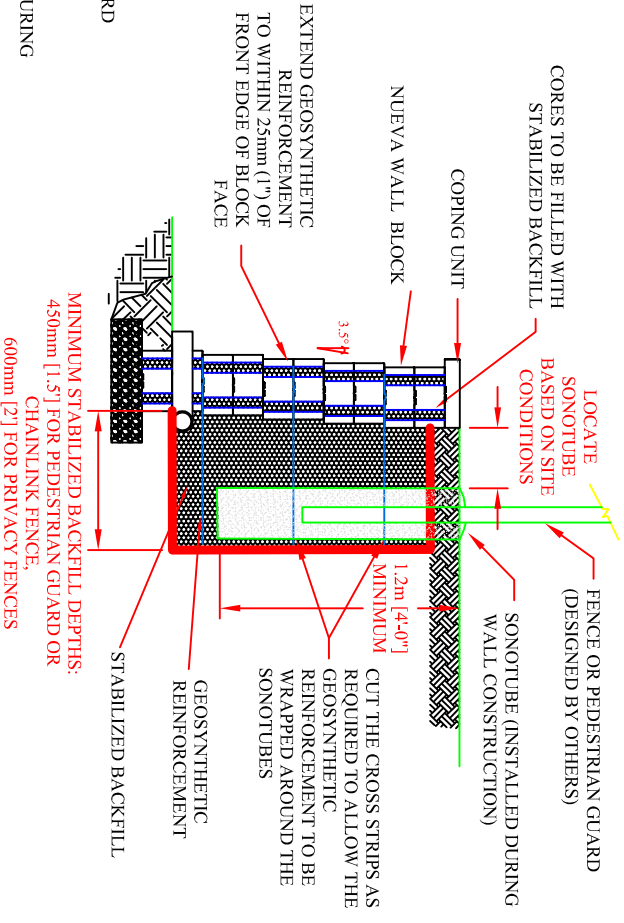 RD
URING
EXTEND GEOSYNTHETIC
REINFORCEMENT
TO WITHIN 25mm (1") OF
FRONT EDGE OF BLOCK
FACE
NUEVA WALL BLOCK
COPING UNIT
CORES TO BE FILLED WITH
STABILIZED BACKFILL
3.5°
LOCATE
SONOTUBE
BASED ON SITE
CONDITIONS
FENCE OR PEDESTRIAN GUARD
(DESIGNED BY OTHERS)
SONOTUBE (INSTALLED DURING
WALL CONSTRUCTION)
1.2m [4'-0"]
MINIMUM
CUT THE CROSS STRIPS AS
REQUIRED TO ALLOW THE
GEOSYNTHETIC
REINFORCEMENT TO BE
WRAPPED AROUND THE
SONOTUBES
GEOSYNTHETIC
REINFORCEMENT
STABILIZED BACKFILL
MINIMUM STABILIZED BACKFILL DEPTHS:
450mm [1.5'] FOR PEDESTRIAN GUARD OR
CHAINLINK FENCE,
600mm [2'] FOR PRIVACY FENCES